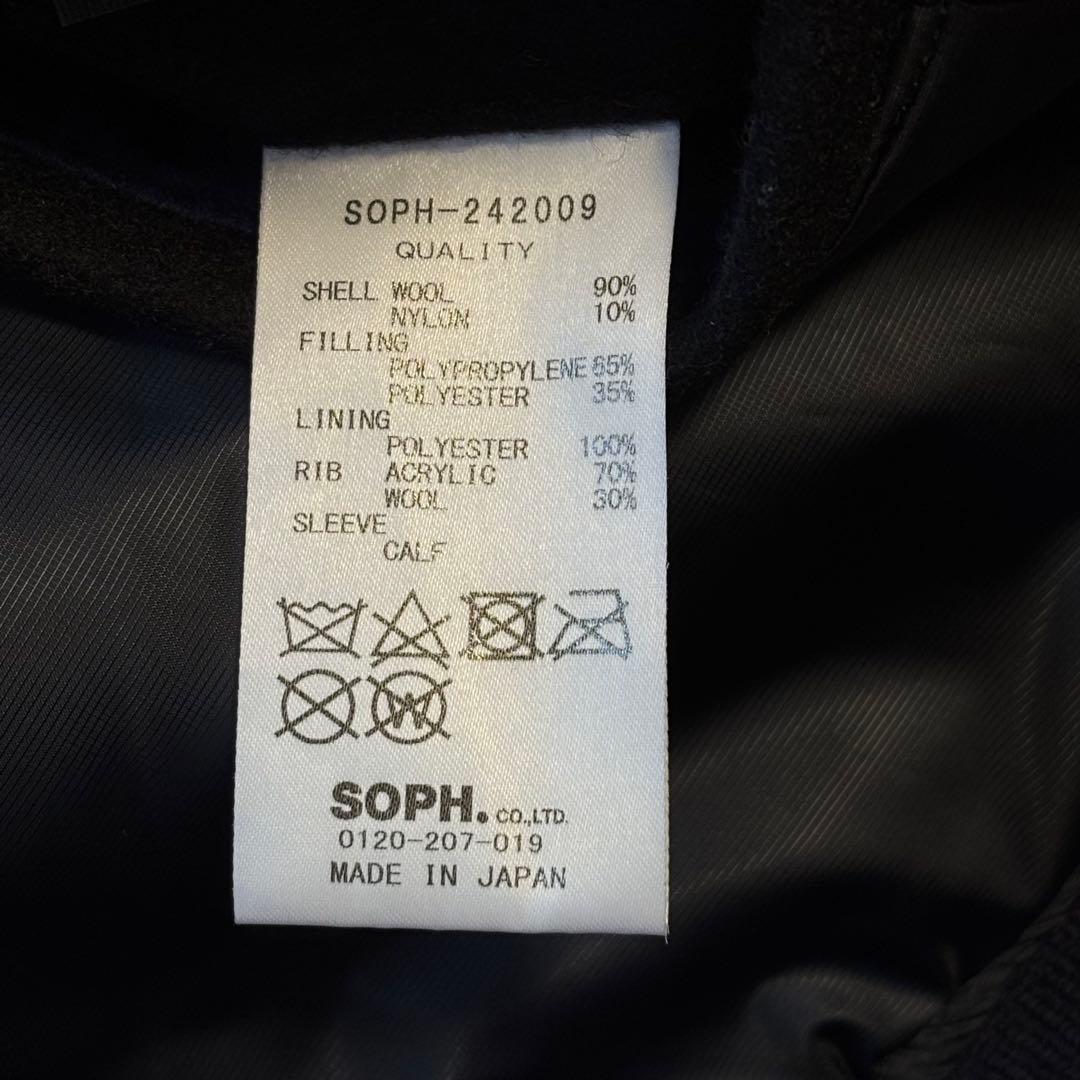 SOPH-242009
QUALITY
SHELL WOOL 90%
NYLON 10%
FILLING
POLYPROPYLENE 65%
POLYESTER 35%
LINING
POLYESTER 100%
RIB ACRYLIC 70%
WOOL 30%
SLEEVE
CALF
W
SOPH. CO.,LTD.
0120-207-019
MADE IN JAPAN